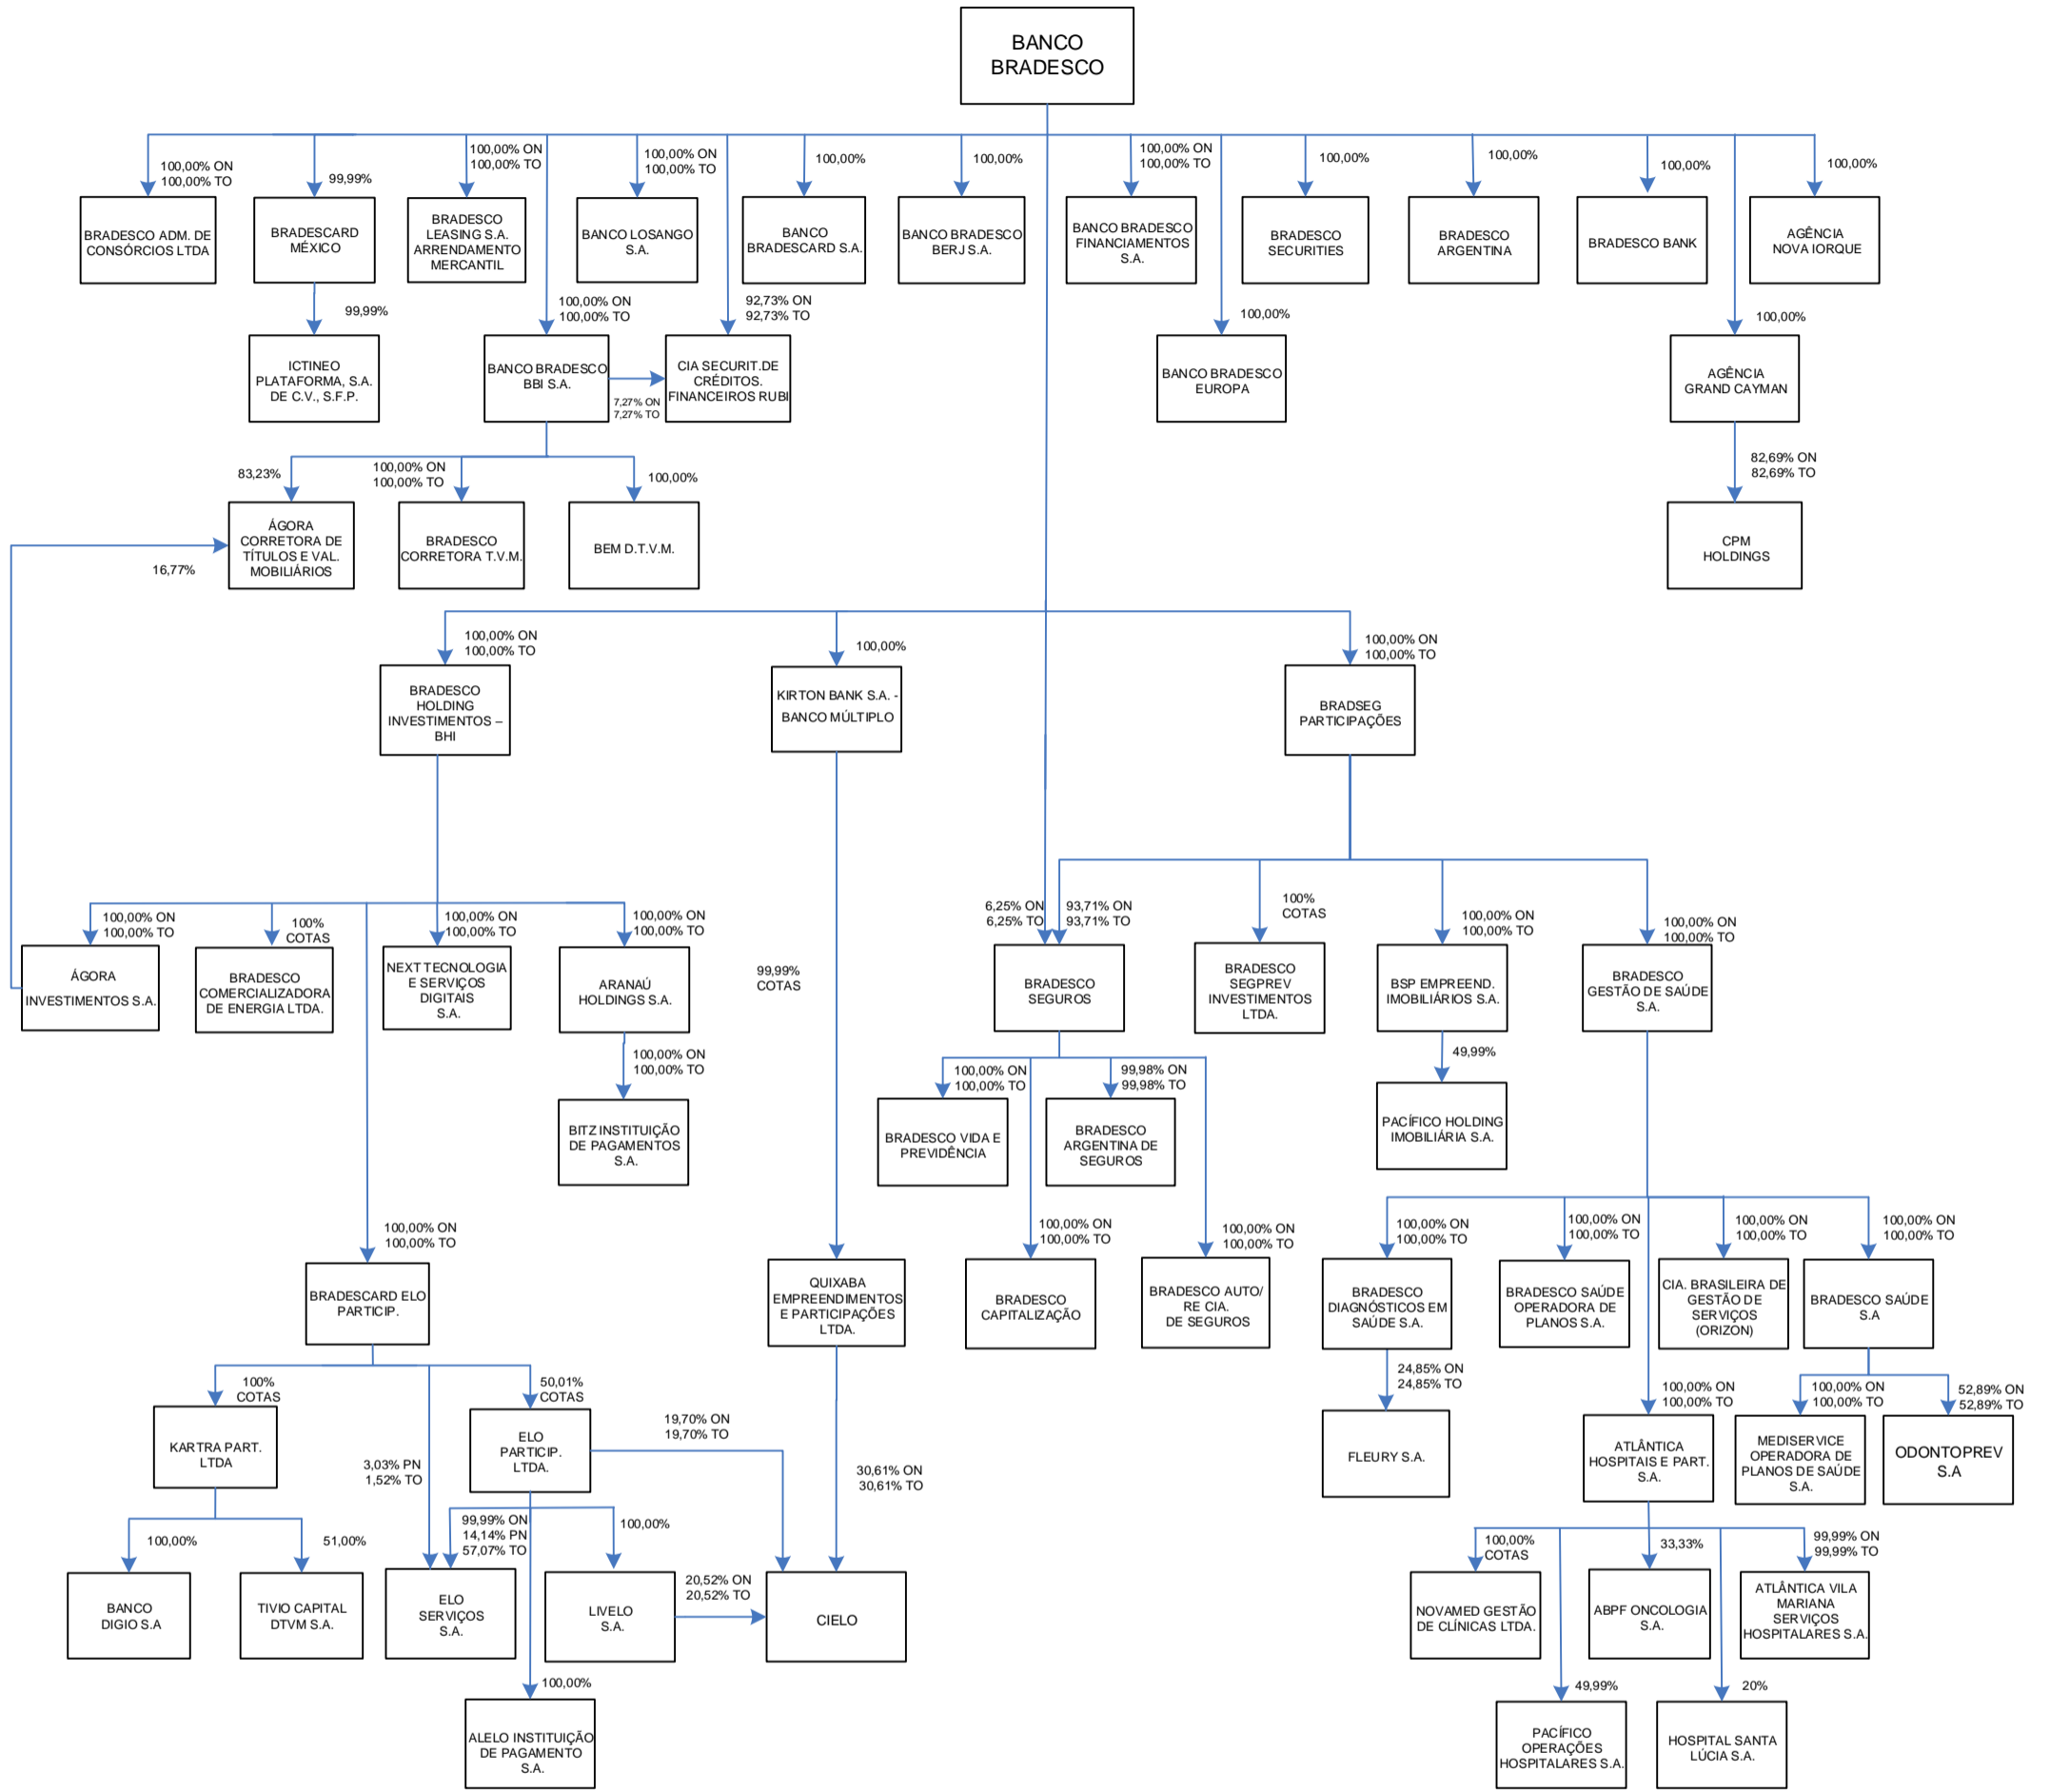 BANCO
BRADESCO
100,00% ON
100,00% TO
99,99%
100,00% ON
100,00% TO
100,00% ON
100,00% TO
100,00%
100,00%
100,00% ON
100,00% TO
100,00%
100,00%
100,00%
100,00%
BRADESCO ADM. DE
CONSÓRCIOS LTDA
BRADESCARD
MÉXICO
BRADESCO
LEASING S.A.
ARRENDAMENTO
MERCANTIL
BANCO LOSANGO
S.A.
BANCO
BRADESCARD S.A.
BANCO BRADESCO
BERJ S.A.
BANCO BRADESCO
FINANCIAMENTOS
S.A.
BRADESCO
SECURITIES
BRADESCO
ARGENTINA
BRADESCO BANK
AGÊNCIA
NOVA IORQUE
99,99%
100,00% ON
100,00% TO
92,73% ON
92,73% TO
100,00%
100,00%
ICTINEO
PLATAFORMA, S.A.
DE C.V., S.F.P.
BANCO BRADESCO
BBI S.A.
7,27% ON
7,27% TO
CIA SECURIT.DE
CRÉDITOS.
FINANCEIROS RUBI
BANCO BRADESCO
EUROPA
AGÊNCIA
GRAND CAYMAN
83,23%
100,00% ON
100,00% TO
100,00%
82,69% ON
82,69% TO
16,77%
ÁGORA
CORRETORA DE
TÍTULOS E VAL.
MOBILIÁRIOS
BRADESCO
CORRETORA T.V.M.
BEM D.T.V.M.
CPM
HOLDINGS
100,00% ON
100,00% TO
100,00%
100,00% ON
100,00% TO
BRADESCO
HOLDING
INVESTIMENTOS –
BHI
KIRTON BANK S.A. -
BANCO MÚLTIPLO
BRADSEG
PARTICIPAÇÕES
100,00% ON
100,00% TO
100%
COTAS
100,00% ON
100,00% TO
100,00% ON
100,00% TO
99,99%
COTAS
6,25% ON
6,25% TO
93,71% ON
93,71% TO
100%
COTAS
100,00% ON
100,00% TO
100,00% ON
100,00% TO
ÁGORA
INVESTIMENTOS S.A.
BRADESCO
COMERCIALIZADORA
DE ENERGIA LTDA.
NEXT TECNOLOGIA
E SERVIÇOS
DIGITAIS
S.A.
ARANAÚ
HOLDINGS S.A.
BRADESCO
SEGUROS
BRADESCO
SEGPREV
INVESTIMENTOS
LTDA.
BSP EMPREEND.
IMOBILIÁRIOS S.A.
BRADESCO
GESTÃO DE SAÚDE
S.A.
100,00% ON
100,00% TO
100,00% ON
100,00% TO
99,98% ON
99,98% TO
49,99%
BITZ INSTITUIÇÃO
DE PAGAMENTOS
S.A.
BRADESCO VIDA E
PREVIDÊNCIA
BRADESCO
ARGENTINA DE
SEGUROS
PACÍFICO HOLDING
IMOBILIÁRIA S.A.
100,00% ON
100,00% TO
100,00% ON
100,00% TO
100,00% ON
100,00% TO
100,00% ON
100,00% TO
100,00% ON
100,00% TO
100,00% ON
100,00% TO
100,00% ON
100,00% TO
BRADESCARD ELO
PARTICIP.
QUIXABA
EMPREENDIMENTOS
E PARTICIPAÇÕES
LTDA.
BRADESCO
CAPITALIZAÇÃO
BRADESCO AUTO/
RE CIA.
DE SEGUROS
BRADESCO
DIAGNÓSTICOS EM
SAÚDE S.A.
BRADESCO SAÚDE
OPERADORA DE
PLANOS S.A.
CIA. BRASILEIRA DE
GESTÃO DE
SERVIÇOS
(ORIZON)
BRADESCO SAÚDE
S.A
100%
COTAS
50,01%
COTAS
24,85% ON
24,85% TO
100,00% ON
100,00% TO
100,00% ON
100,00% TO
52,89% ON
52,89% TO
KARTRA PART.
LTDA
3,03% PN
1,52% TO
ELO
PARTICIP.
LTDA.
19,70% ON
19,70% TO
30,61% ON
30,61% TO
FLEURY S.A.
ATLÂNTICA
HOSPITAIS E PART.
S.A.
MEDISERVICE
OPERADORA DE
PLANOS DE SAÚDE
S.A.
ODONTOPREV
S.A
100,00%
51,00%
99,99% ON
14,14% PN
57,07% TO
100,00%
100,00%
COTAS
33,33%
99,99% ON
99,99% TO
BANCO
DIGIO S.A
TIVIO CAPITAL
DTVM S.A.
ELO
SERVIÇOS
S.A.
LIVELO
S.A.
20,52% ON
20,52% TO
CIELO
NOVAMED GESTÃO
DE CLÍNICAS LTDA.
ABPF ONCOLOGIA
S.A.
ATLÂNTICA VILA
MARIANA
SERVIÇOS
HOSPITALARES S.A.
100,00%
49,99%
20%
ALELO INSTITUIÇÃO
DE PAGAMENTO
S.A.
PACÍFICO
OPERAÇÕES
HOSPITALARES S.A.
HOSPITAL SANTA
LÚCIA S.A.